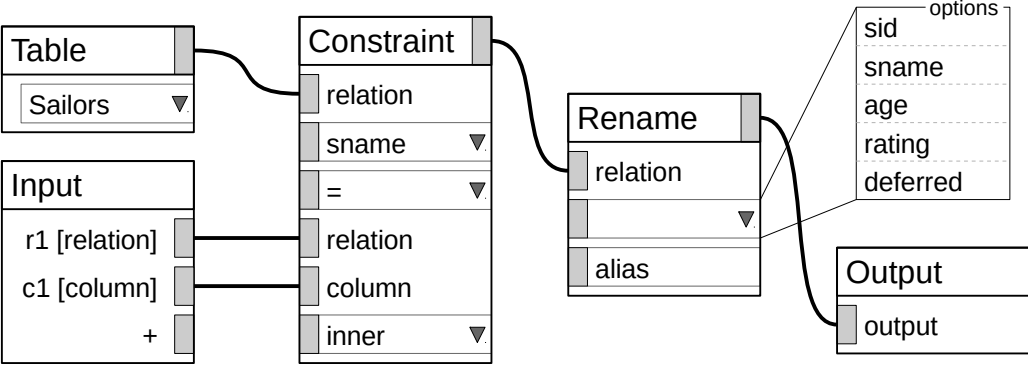 Table
Sailors
Input
r1 [relation]
c1 [column]
+
Constraint
relation
sname
=
relation
column
inner
Rename
relation
alias
options
sid
sname
age
rating
deferred
Output
output